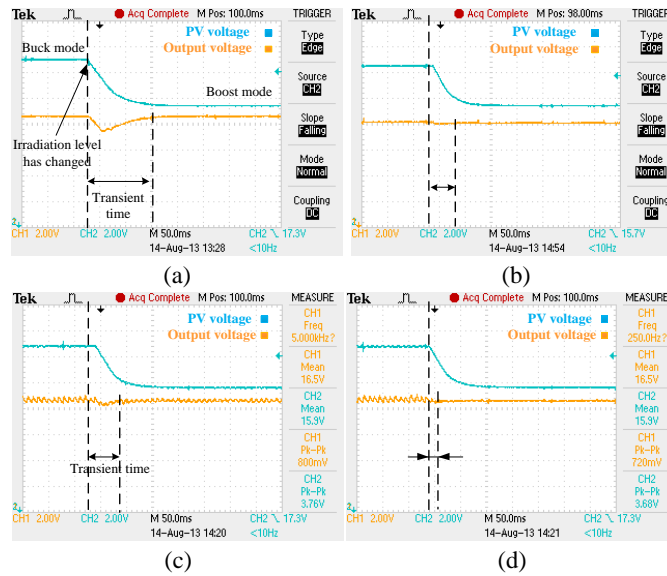 Tek Acq Complete M Pos: 100.0ms TRIGGER
PV voltage
Output voltage
Buck mode
Boost mode
Irradiation level
has changed
Transient
time
Type
Edge
Source
CH2
Slope
Falling
Mode
Normal
Coupling
DC
2
CH1 2.00V CH2 2.00V M 50.0ms CH2 17.3V
14-Aug-13 13:28 <10Hz
(a)
Tek Acq Complete M Pos: 98.00ms TRIGGER
PV voltage
Output voltage
Type
Edge
Source
CH2
Slope
Falling
Mode
Normal
Coupling
DC
2
CH1 2.00V CH2 2.00V M 50.0ms CH2 15.7V
14-Aug-13 14:54 <10Hz
(b)
Tek Acq Complete M Pos: 100.0ms MEASURE
PV voltage
Output voltage
Transient time
CH1
Freq
5.000kHz?
CH1
Mean
16.5V
CH2
Mean
15.9V
CH1
Pk-Pk
800mV
CH2
Pk-Pk
3.76V
2
CH1 2.00V CH2 2.00V M 50.0ms CH2 17.3V
14-Aug-13 14:20 <10Hz
(c)
Tek Acq Complete M Pos: 100.0ms MEASURE
PV voltage
Output voltage
CH1
Freq
250.0Hz?
CH1
Mean
16.5V
CH2
Mean
15.9V
CH1
Pk-Pk
720mV
CH2
Pk-Pk
3.68V
2
CH1 2.00V CH2 2.00V M 50.0ms CH2 17.3V
14-Aug-13 14:21 <10Hz
(d)